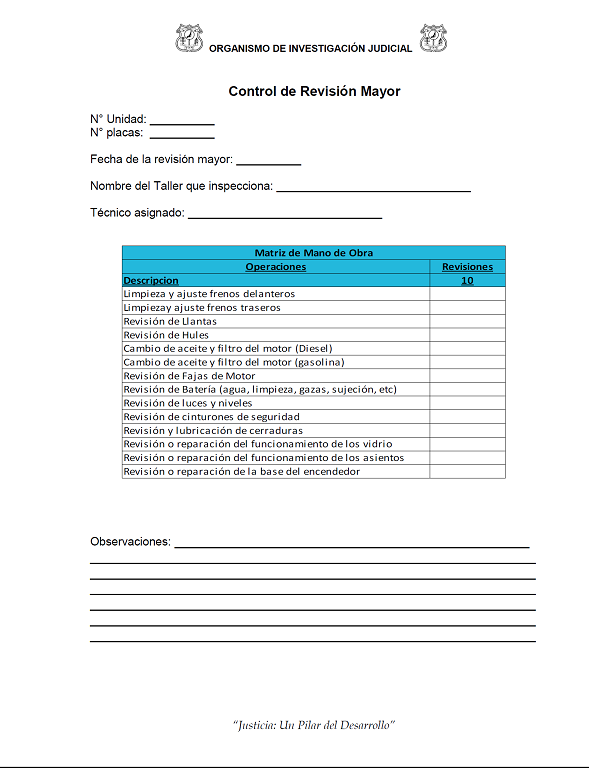 ORGANISMO DE INVESTIGACIÓN JUDICIAL
Control de Revisión Mayor
N° Unidad: __________
N° placas: __________
Fecha de la revisión mayor: __________
Nombre del Taller que inspecciona: ______________________________
Técnico asignado: ______________________________
Matriz de Mano de Obra
Operaciones Revisiones
Descripcion 10
Limpieza y ajuste frenos delanteros
Limpiezay ajuste frenos traseros
Revisión de Llantas
Revisión de Hules
Cambio de aceite y filtro del motor (Diesel)
Cambio de aceite y filtro del motor (gasolina)
Revisión de Fajas de Motor
Revisión de Batería (agua, limpieza, gazas, sujeción, etc)
Revisión de luces y niveles
Revisión de cinturones de seguridad
Revisión y lubricación de cerraduras
Revisión o reparación del funcionamiento de los vidrio
Revisión o reparación del funcionamiento de los asientos
Revisión o reparación de la base del encendedor
Observaciones: ______________________________
“Justicia: Un Pilar del Desarrollo”